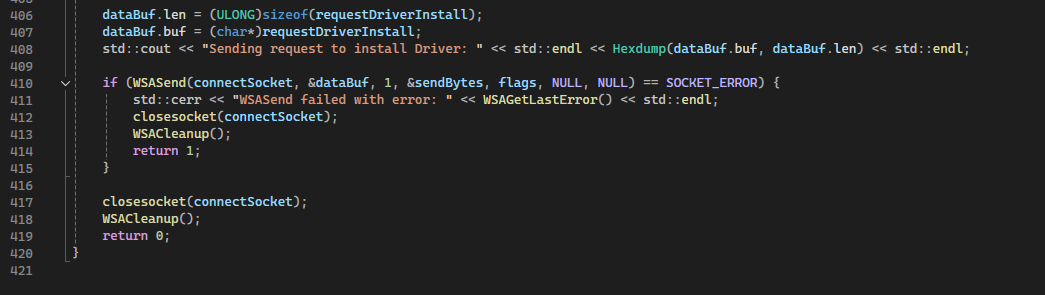 406 dataBuf.len = (ULONG)sizeof(requestDriverInstall);
407 dataBuf.buf = (char*)requestDriverInstall;
408 std::cout << "Sending request to install Driver: " << std::endl << Hexdump(dataBuf.buf, dataBuf.len) << std::endl;
409
410 if (WSASend(connectSocket, &dataBuf, 1, &sendBytes, flags, NULL, NULL) == SOCKET_ERROR) {
411 std::cerr << "WSASend failed with error: " << WSAGetLastError() << std::endl;
412 closesocket(connectSocket);
413 WSACleanup();
414 return 1;
415 }
416
417 closesocket(connectSocket);
418 WSACleanup();
419 return 0;
420 }
421